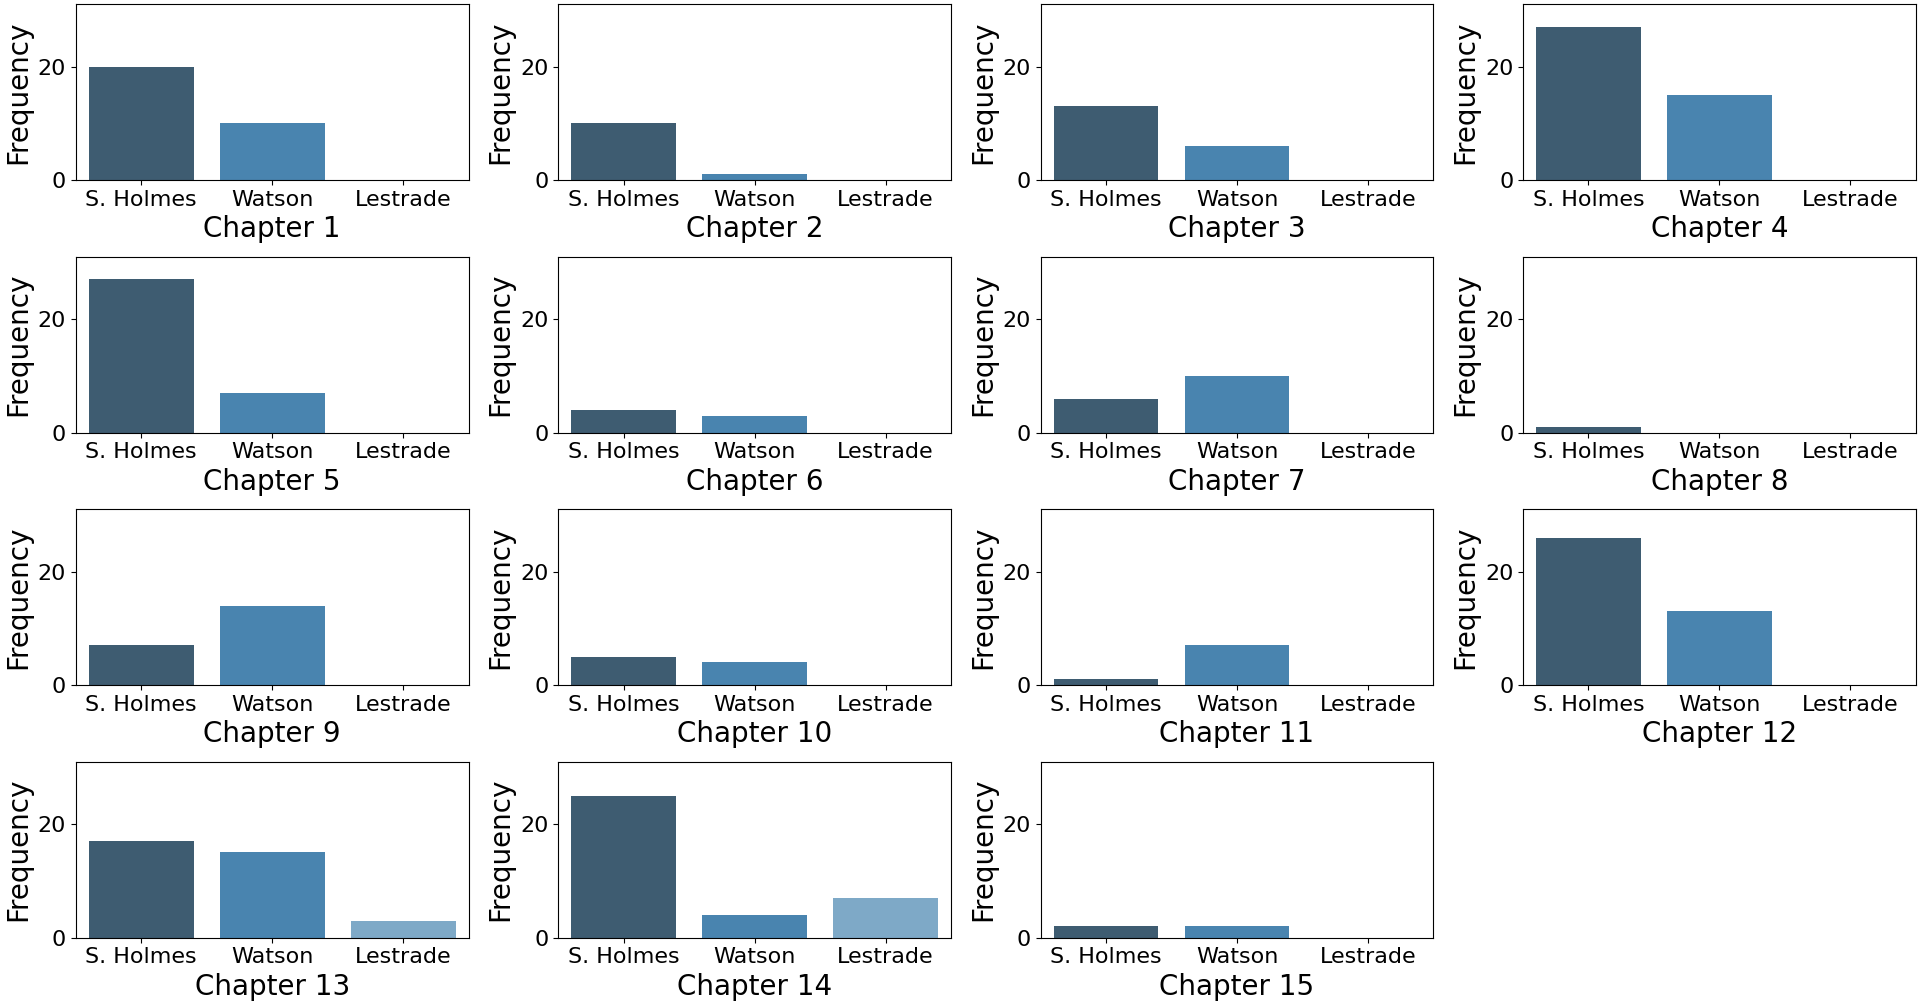 Frequency
20
0
S. Holmes Watson Lestrade
Chapter 1
Frequency
20
0
S. Holmes Watson Lestrade
Chapter 2
Frequency
20
0
S. Holmes Watson Lestrade
Chapter 3
Frequency
20
0
S. Holmes Watson Lestrade
Chapter 4
Frequency
20
0
S. Holmes Watson Lestrade
Chapter 5
Frequency
20
0
S. Holmes Watson Lestrade
Chapter 6
Frequency
20
0
S. Holmes Watson Lestrade
Chapter 7
Frequency
20
0
S. Holmes Watson Lestrade
Chapter 8
Frequency
20
0
S. Holmes Watson Lestrade
Chapter 9
Frequency
20
0
S. Holmes Watson Lestrade
Chapter 10
Frequency
20
0
S. Holmes Watson Lestrade
Chapter 11
Frequency
20
0
S. Holmes Watson Lestrade
Chapter 12
Frequency
20
0
S. Holmes Watson Lestrade
Chapter 13
Frequency
20
0
S. Holmes Watson Lestrade
Chapter 14
Frequency
20
0
S. Holmes Watson Lestrade
Chapter 15